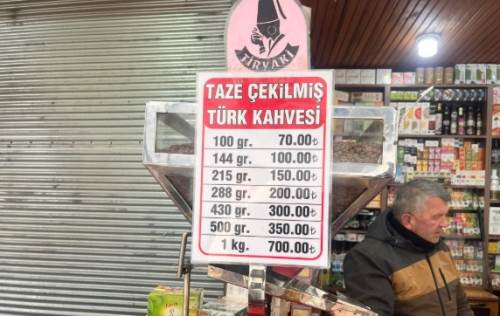 TİRYAKİ
TAZE ÇEKİLMİŞ
TÜRK KAHVESİ
100 gr. 70.00₺
144 gr. 100.00₺
215 gr. 150.00₺
288 gr. 200.00₺
430 gr. 300.00₺
500 gr. 350.00₺
1 kg. 700.00₺